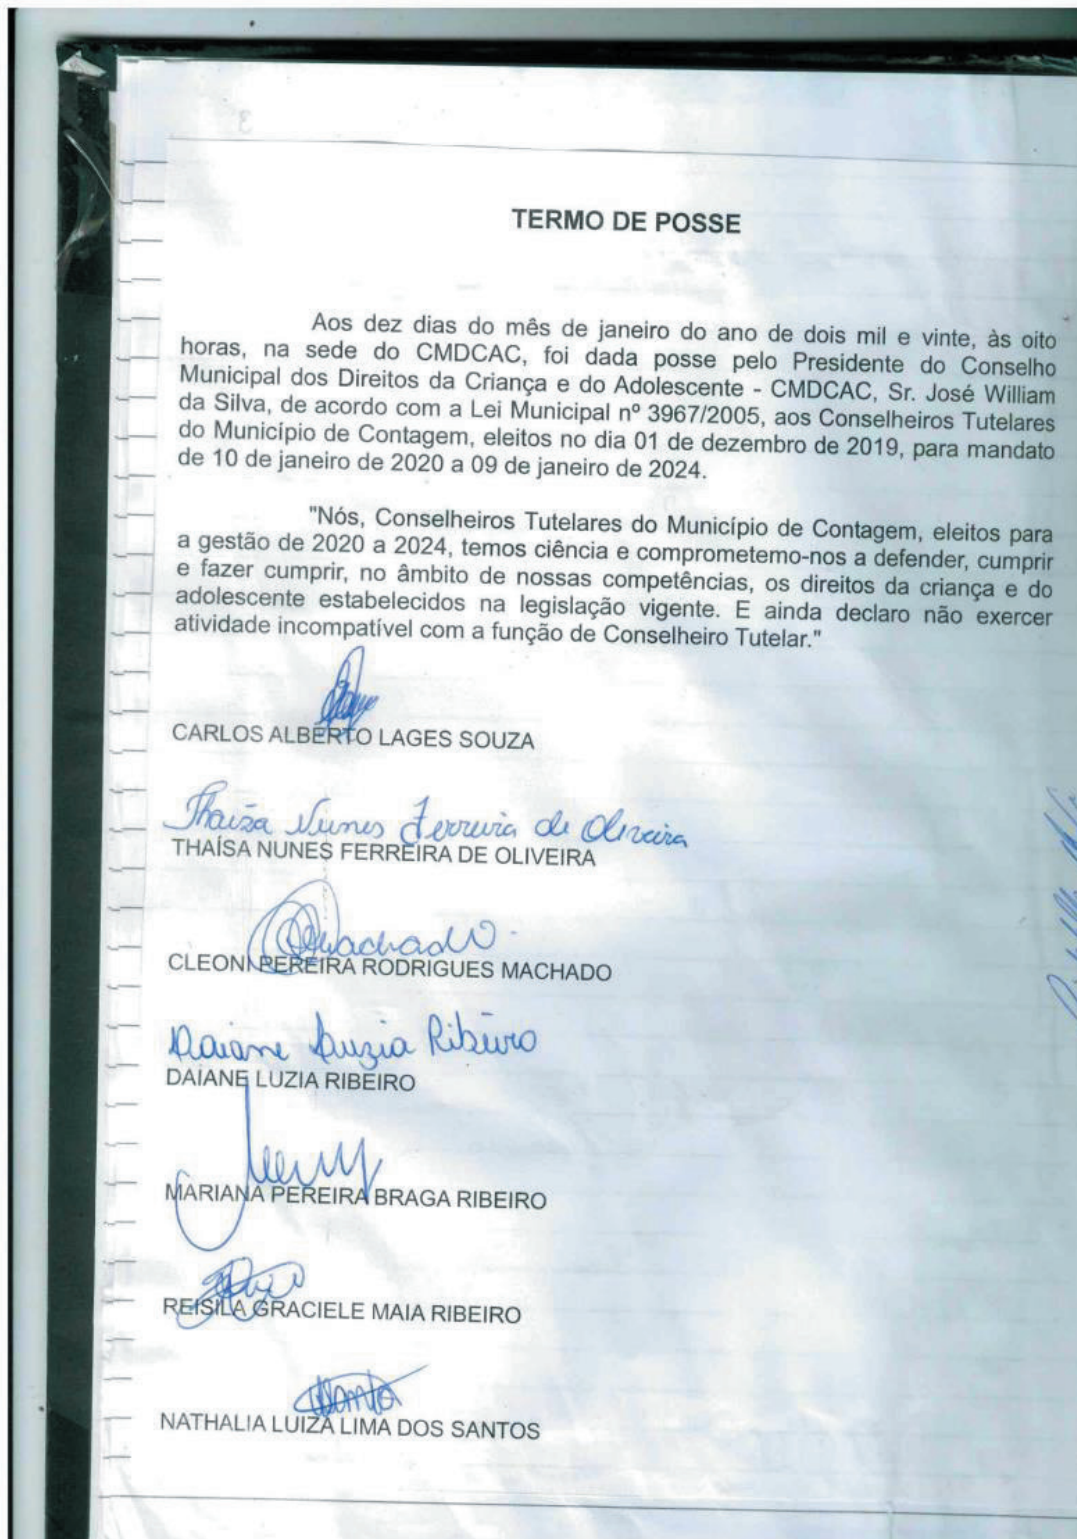 TERMO DE POSSE
Aos dez dias do mês de janeiro do ano de dois mil e vinte, às oito
horas, na sede do CMDCAC, foi dada posse pelo Presidente do Conselho
Municipal dos Direitos da Criança e do Adolescente - CMDCAC, Sr. José William
da Silva, de acordo com a Lei Municipal nº 3967/2005, aos Conselheiros Tutelares
do Município de Contagem, eleitos no dia 01 de dezembro de 2019, para mandato
de 10 de janeiro de 2020 a 09 de janeiro de 2024.
"Nós, Conselheiros Tutelares do Município de Contagem, eleitos para
a gestão de 2020 a 2024, temos ciência e comprometemo-nos a defender, cumprir
e fazer cumprir, no âmbito de nossas competências, os direitos da criança e do
adolescente estabelecidos na legislação vigente. E ainda declaro não exercer
atividade incompatível com a função de Conselheiro Tutelar."
CARLOS ALBERTO LAGES SOUZA
Thaísa Nunes Ferreira de Oliveira
THAÍSA NUNES FERREIRA DE OLIVEIRA
Machado
CLEONI PEREIRA RODRIGUES MACHADO
Daiane Luzia Ribeiro
DAIANE LUZIA RIBEIRO
MARIANA PEREIRA BRAGA RIBEIRO
REISILA GRACIELE MAIA RIBEIRO
NATHALIA LUIZA LIMA DOS SANTOS